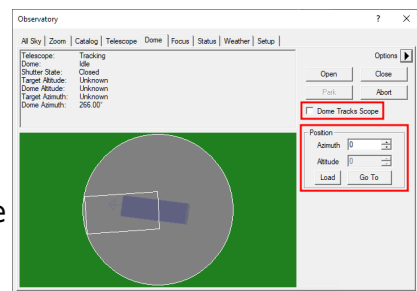 Observatory ? ×
All Sky Zoom Catalog Telescope Dome Focus Status Weather Setup
Telescope: Tracking
Dome: Idle
Shutter State: Closed
Target Altitude: Unknown
Dome Altitude: Unknown
Target Azimuth: Unknown
Dome Azimuth: 266.00°
Options
Open Close
Park Abort
Dome Tracks Scope
Position
Azimuth 0
Altitude 0
Load Go To
e